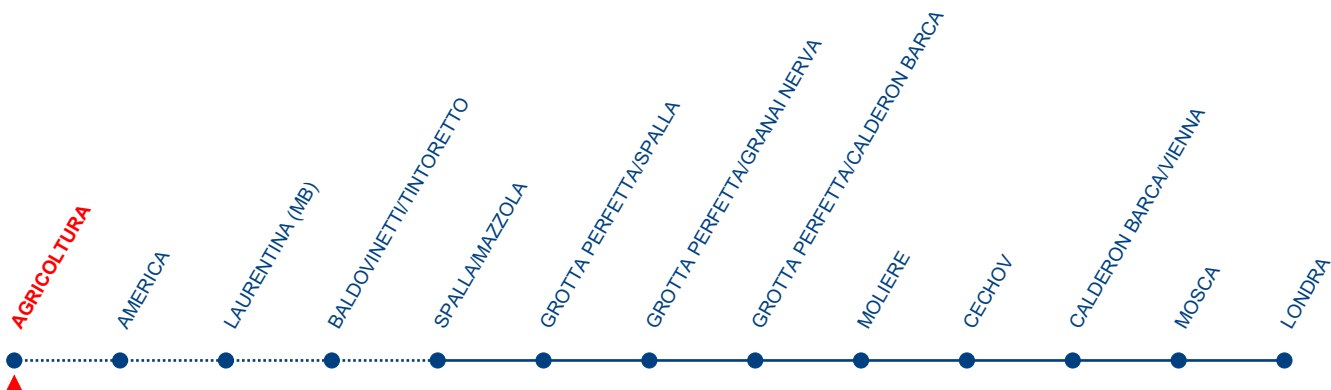 AGRICOLTURA
AMERICA
LAURENTINA (MB)
BALDOVINETTI/TINTORETTO
SPALLA/MAZZOLA
GROTTA PERFETTA/SPALLA
GROTTA PERFETTA/GRANAI NERVA
GROTTA PERFETTA/CALDERON BARCA
MOLIERE
CECHOV
CALDERON BARCA/VIENNA
MOSCA
LONDRA